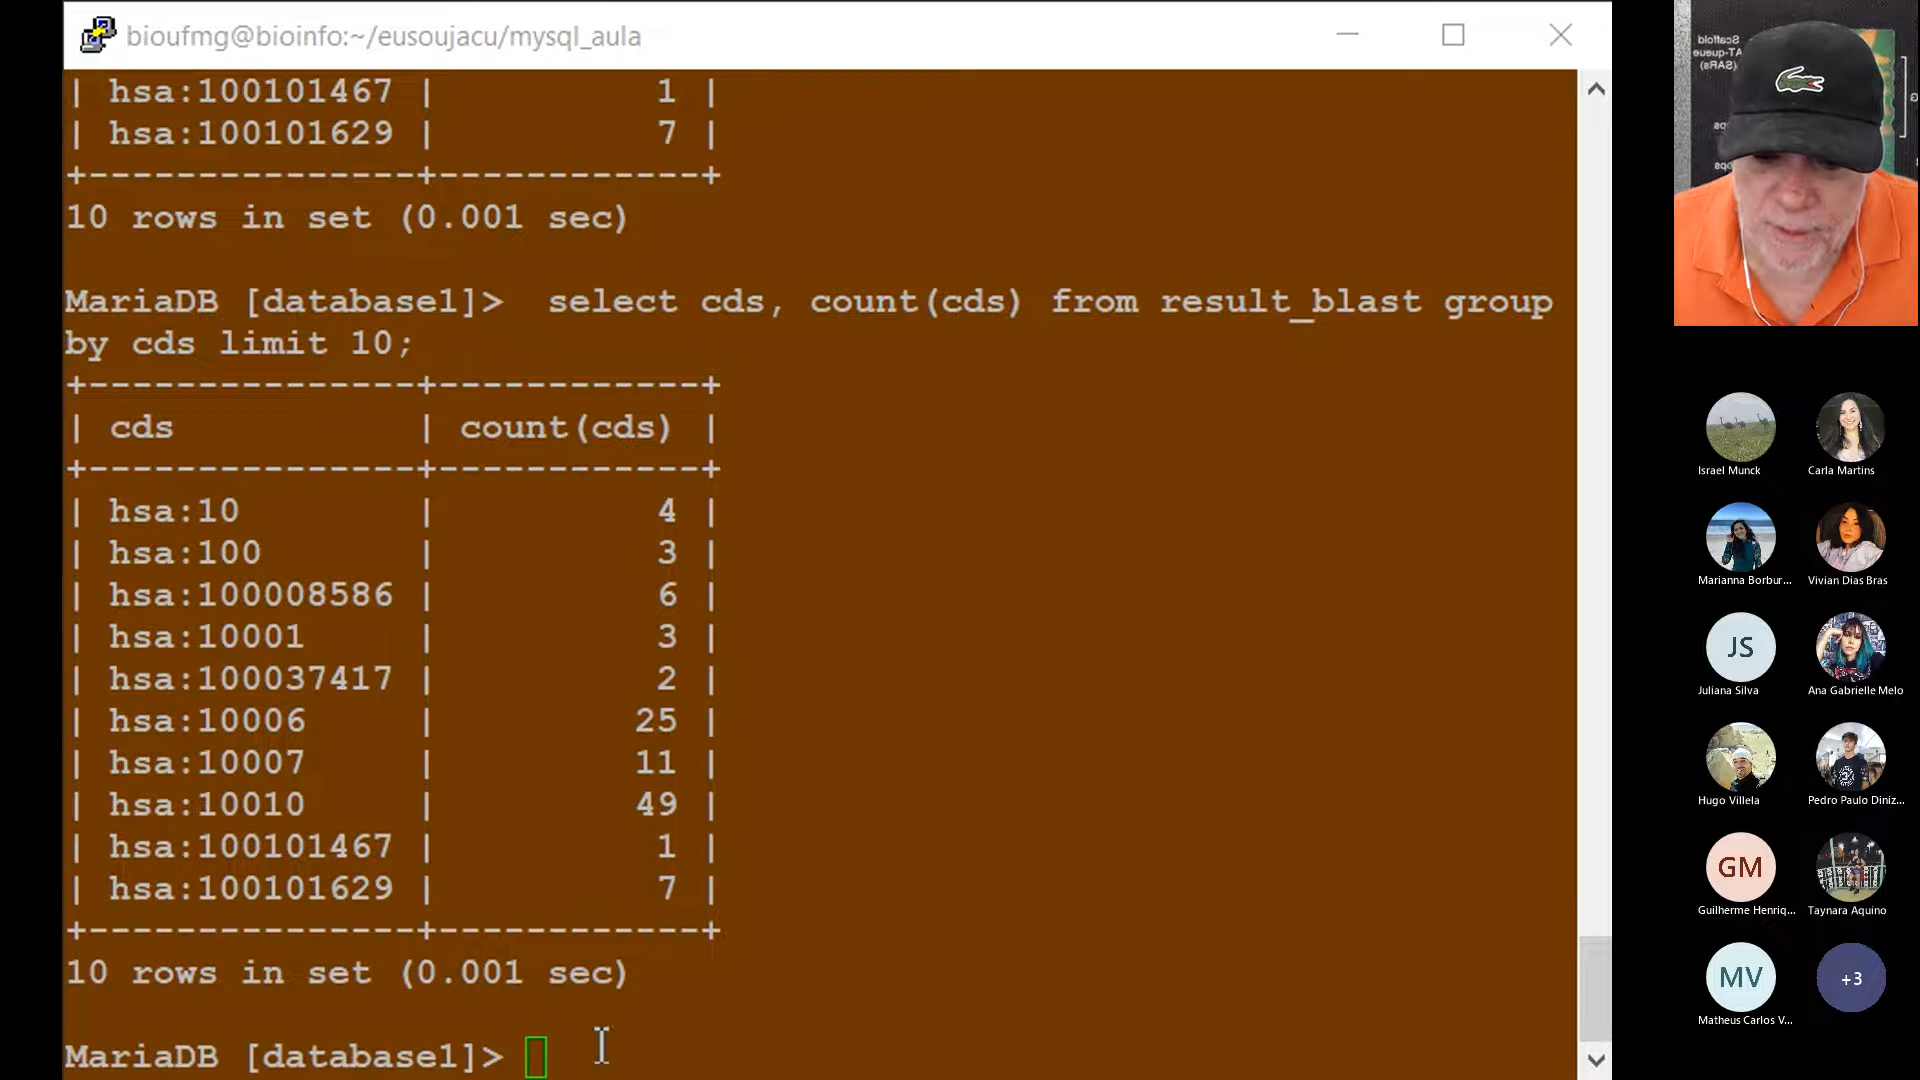 bioufmg@bioinfo:~/eusoujacu/mysql_aula
| hsa:100101467 | 1 |
| hsa:100101629 | 7 |
+---------------+------------+
10 rows in set (0.001 sec)
MariaDB [database1]> select cds, count(cds) from result_blast group
by cds limit 10;
+---------------+------------+
| cds | count(cds) |
+---------------+------------+
| hsa:10 | 4 |
| hsa:100 | 3 |
| hsa:100008586 | 6 |
| hsa:10001 | 3 |
| hsa:100037417 | 2 |
| hsa:10006 | 25 |
| hsa:10007 | 11 |
| hsa:10010 | 49 |
| hsa:100101467 | 1 |
| hsa:100101629 | 7 |
+---------------+------------+
10 rows in set (0.001 sec)
MariaDB [database1]>
Scaffold
AT-queue
(SARs)
Israel Munck
Carla Martins
Marianna Borbur...
Vivian Dias Bras
JS
Juliana Silva
Ana Gabrielle Melo
Hugo Villela
Pedro Paulo Diniz...
GM
Guilherme Henriq...
Taynara Aquino
MV
Matheus Carlos V...
+3